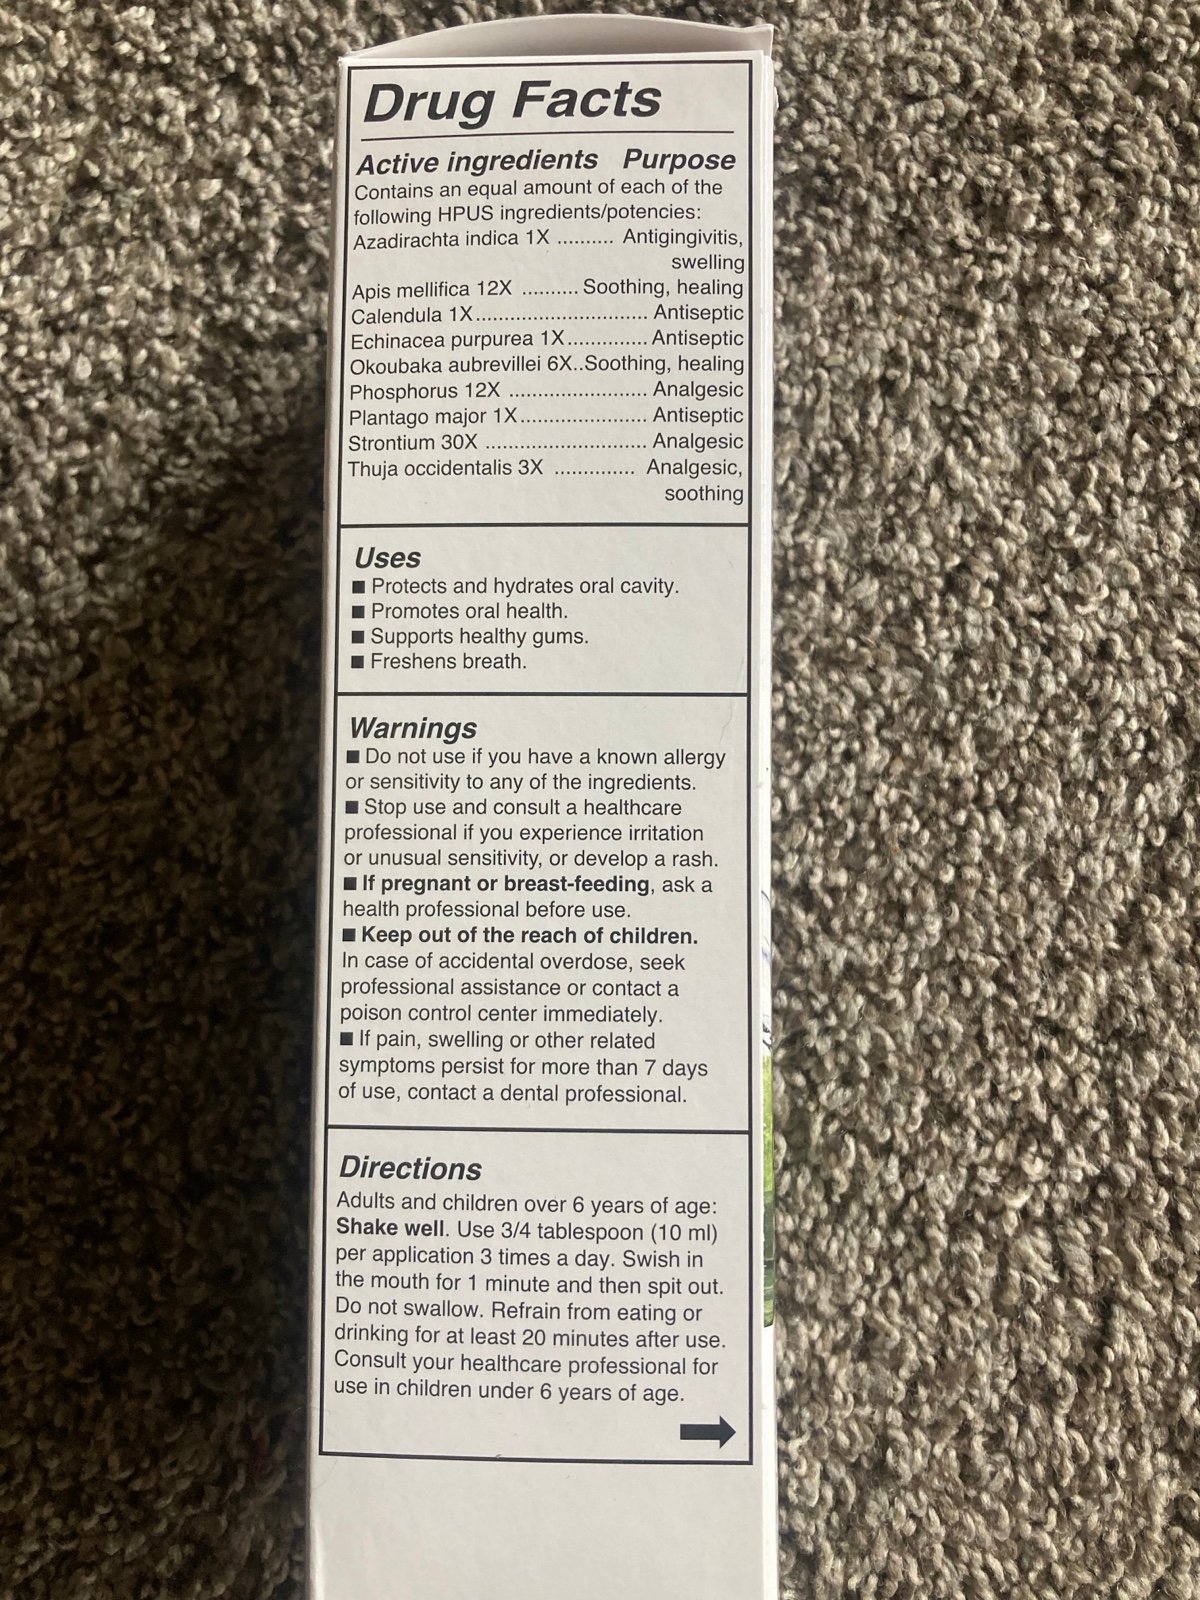 Drug Facts
Active ingredients Purpose
Contains an equal amount of each of the
following HPUS ingredients/potencies:
Azadirachta indica 1X .......... Antigingivitis,
swelling
Apis mellifica 12X .......... Soothing, healing
Calendula 1X.............................. Antiseptic
Echinacea purpurea 1X.............. Antiseptic
Okoubaka aubrevillei 6X..Soothing, healing
Phosphorus 12X ........................ Analgesic
Plantago major 1X...................... Antiseptic
Strontium 30X ............................ Analgesic
Thuja occidentalis 3X .............. Analgesic,
soothing
Uses
■ Protects and hydrates oral cavity.
■ Promotes oral health.
■ Supports healthy gums.
■ Freshens breath.
Warnings
■ Do not use if you have a known allergy
or sensitivity to any of the ingredients.
■ Stop use and consult a healthcare
professional if you experience irritation
or unusual sensitivity, or develop a rash.
■ If pregnant or breast-feeding, ask a
health professional before use.
■ Keep out of the reach of children.
In case of accidental overdose, seek
professional assistance or contact a
poison control center immediately.
■ If pain, swelling or other related
symptoms persist for more than 7 days
of use, contact a dental professional.
Directions
Adults and children over 6 years of age:
Shake well. Use 3/4 tablespoon (10 ml)
per application 3 times a day. Swish in
the mouth for 1 minute and then spit out.
Do not swallow. Refrain from eating or
drinking for at least 20 minutes after use.
Consult your healthcare professional for
use in children under 6 years of age.